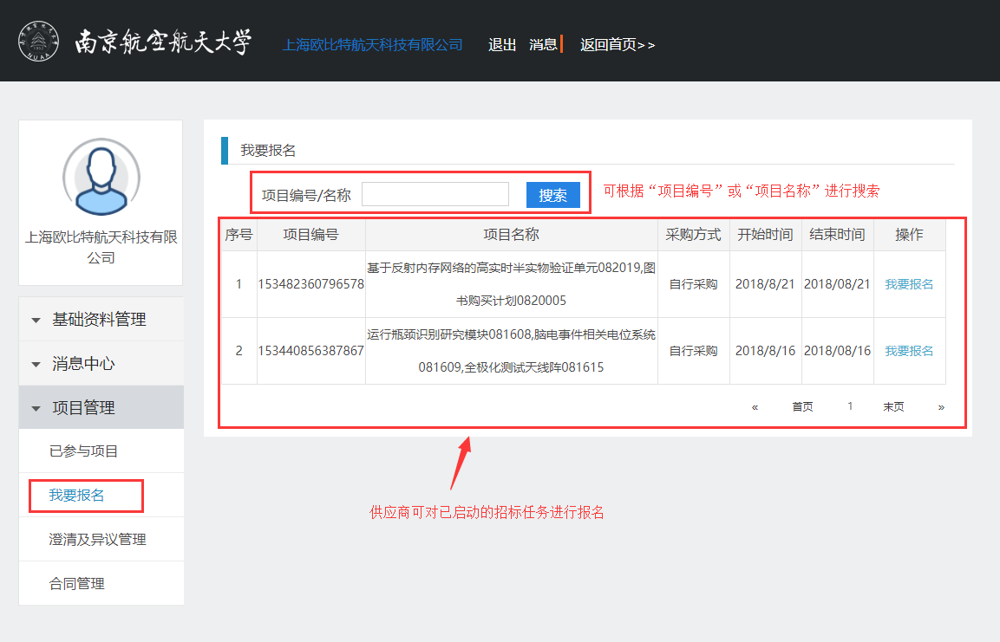 NUAA
南京航空航天大学
上海欧比特航天科技有限公司 退出 消息 返回首页>>
上海欧比特航天科技有限
公司
基础资料管理
消息中心
项目管理
已参与项目
我要报名
澄清及异议管理
合同管理
我要报名
项目编号/名称 搜索 可根据“项目编号”或“项目名称”进行搜索
序号 项目编号 项目名称 采购方式 开始时间 结束时间 操作
1 153482360796578 基于反射内存网络的高实时半实物验证单元082019,图
书购买计划0820005 自行采购 2018/8/21 2018/08/21 我要报名
2 153440856387867 运行瓶颈识别研究模块081608,脑电事件相关电位系统
081609,全极化测试天线阵081615 自行采购 2018/8/16 2018/08/16 我要报名
« 首页 1 末页 »
供应商可对已启动的招标任务进行报名